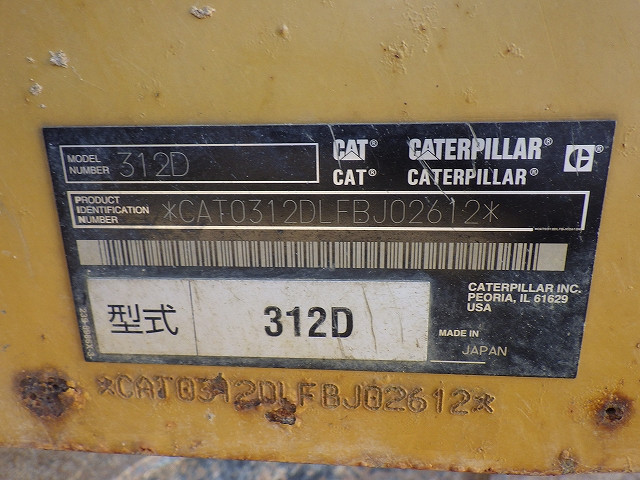 MODEL NUMBER 312D
CAT® CATERPILLAR® C®
CAT® CATERPILLAR®
PRODUCT IDENTIFICATION NUMBER *CAT0312DLFBJ02612*
型式 312D
CATERPILLAR INC.
PEORIA, IL 61629
USA
MADE IN
JAPAN
*CAT0312DLFBJ02612*